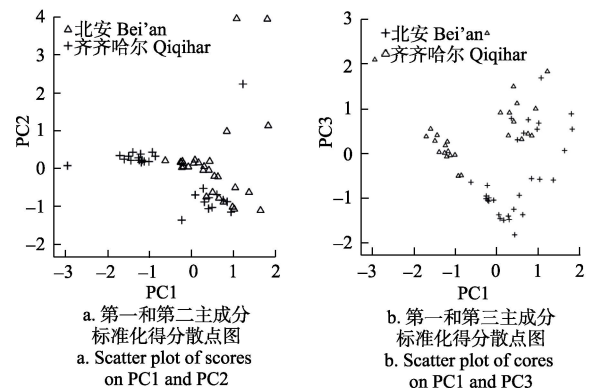 4
3
2
1
0
−1
−2
PC2
△北安 Bei'an
+齐齐哈尔 Qiqihar
−3 −2 −1 0 1 2
PC1
a. 第一和第二主成分
标准化得分散点图
a. Scatter plot of scores
on PC1 and PC2
3
2
1
0
−1
−2
PC3
+北安 Bei'an
△齐齐哈尔 Qiqihar
−3 −2 −1 0 1 2
PC1
b. 第一和第三主成分
标准化得分散点图
b. Scatter plot of cores
on PC1 and PC3